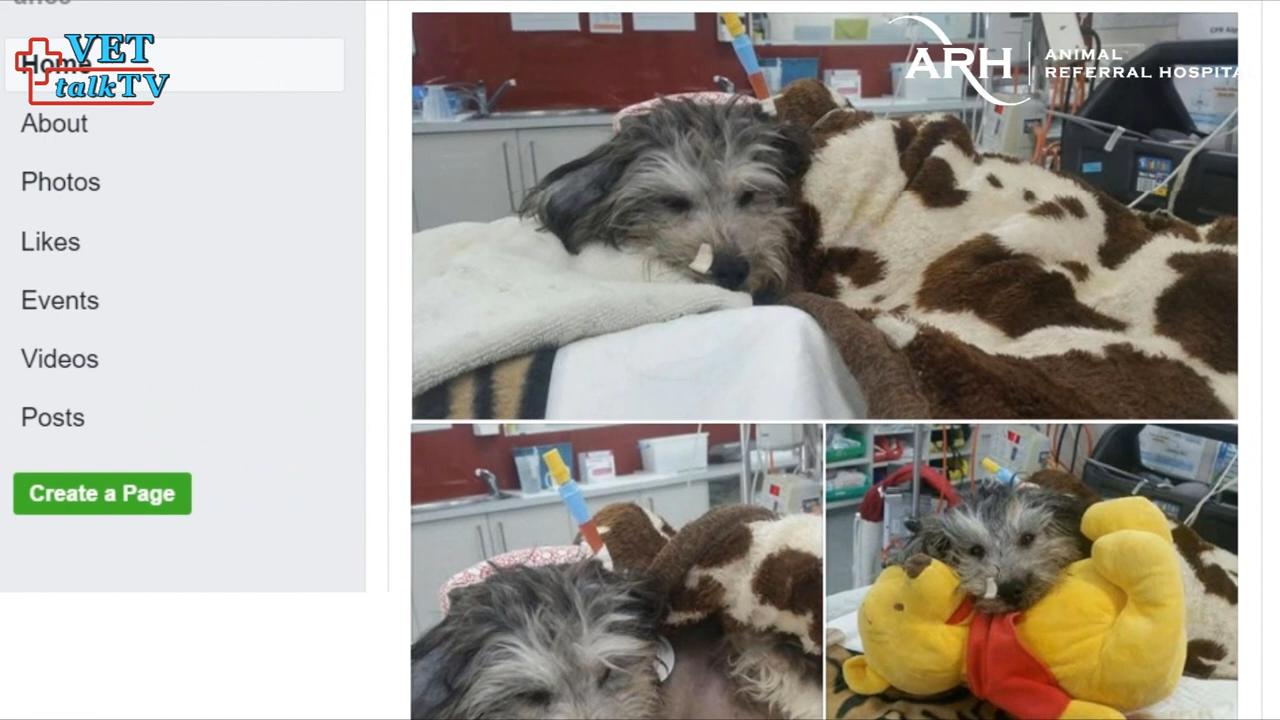 Home
VET
talkTV
About
Photos
Likes
Events
Videos
Posts
Create a Page
ARH
ANIMAL
REFERRAL HOSPITAL